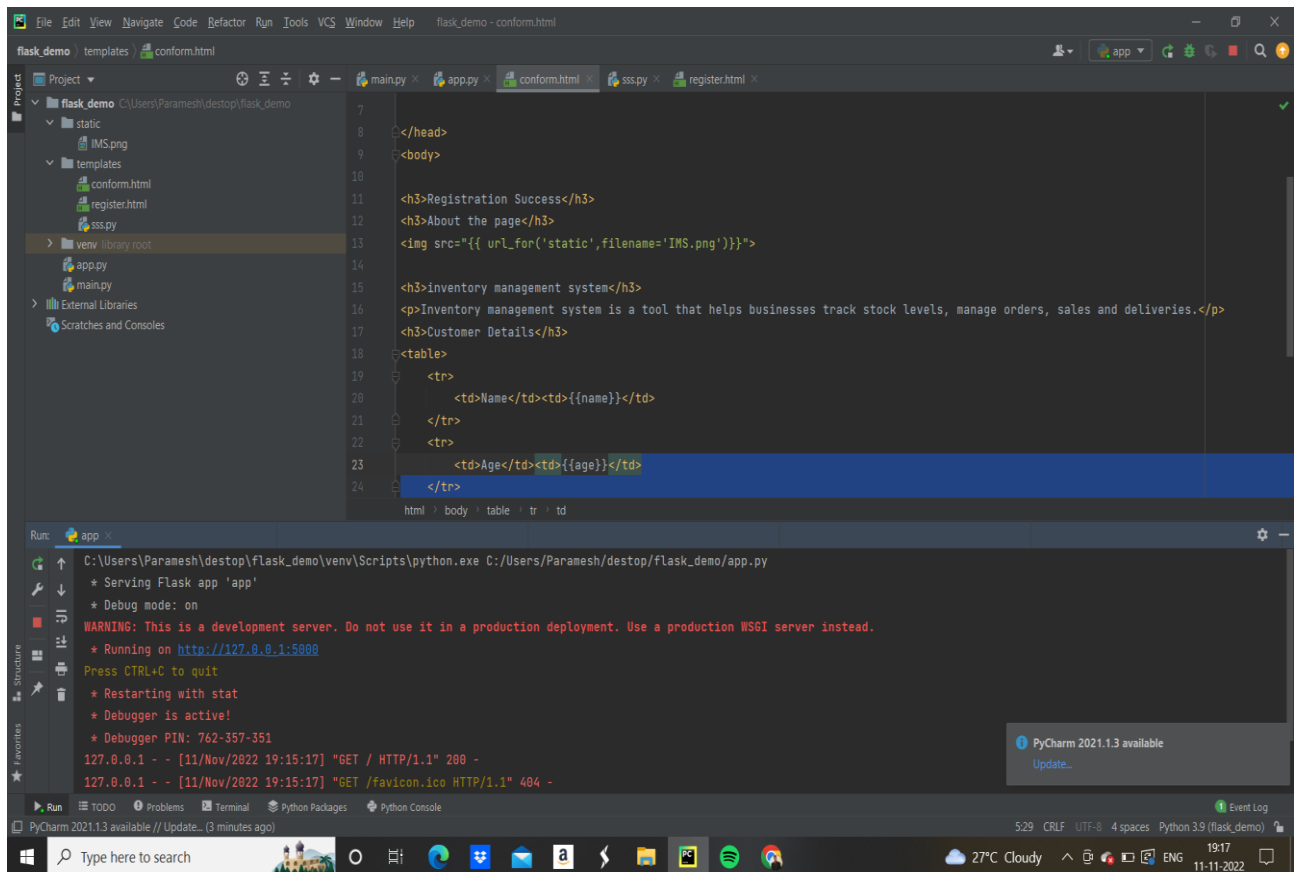 File Edit View Navigate Code Refactor Run Tools VCS Window Help flask_demo - conform.html
flask_demo templates conform.html app
Project
Project
main.py app.py conform.html sss.py register.html
flask_demo C:\Users\Paramesh\destop\flask_demo
static
IMS.png
templates
conform.html
register.html
sss.py
venv library root
app.py
main.py
External Libraries
Scratches and Consoles
7
8 </head>
9 <body>
10
11 <h3>Registration Success</h3>
12 <h3>About the page</h3>
13 <img src="{{ url_for('static',filename='IMS.png')}}">
14
15 <h3>inventory management system</h3>
16 <p>Inventory management system is a tool that helps businesses track stock levels, manage orders, sales and deliveries.</p>
17 <h3>Customer Details</h3>
18 <table>
19 <tr>
20 <td>Name</td><td>{{name}}</td>
21 </tr>
22 <tr>
23 <td>Age</td><td>{{age}}</td>
24 </tr>
html body table tr td
Run: app
C:\Users\Paramesh\destop\flask_demo\venv\Scripts\python.exe C:/Users/Paramesh/destop/flask_demo/app.py
* Serving Flask app 'app'
* Debug mode: on
WARNING: This is a development server. Do not use it in a production deployment. Use a production WSGI server instead.
* Running on http://127.0.0.1:5000
Press CTRL+C to quit
* Restarting with stat
* Debugger is active!
* Debugger PIN: 762-357-351
127.0.0.1 - - [11/Nov/2022 19:15:17] "GET / HTTP/1.1" 200 -
127.0.0.1 - - [11/Nov/2022 19:15:17] "GET /favicon.ico HTTP/1.1" 404 -
Structure
Favorites
PyCharm 2021.1.3 available
Update...
Run TODO Problems Terminal Python Packages Python Console 1 Event Log
PyCharm 2021.1.3 available // Update... (3 minutes ago) 5:29 CRLF UTF-8 4 spaces Python 3.9 (flask_demo)
Type here to search 27°C Cloudy ENG 19:17
11-11-2022